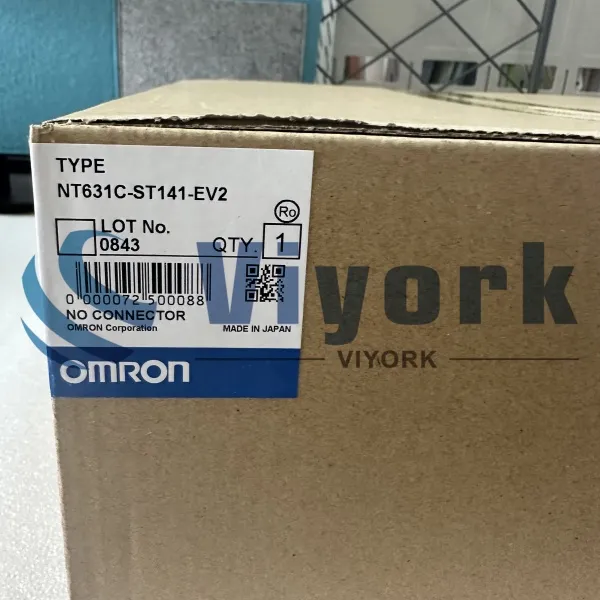 TYPE
NT631C-ST141-EV2
Ro
LOT No.
0843
QTY. 1
0 000072 500088
NO CONNECTOR
OMRON Corporation
MADE IN JAPAN
OMRON
Viyork
VIYORK